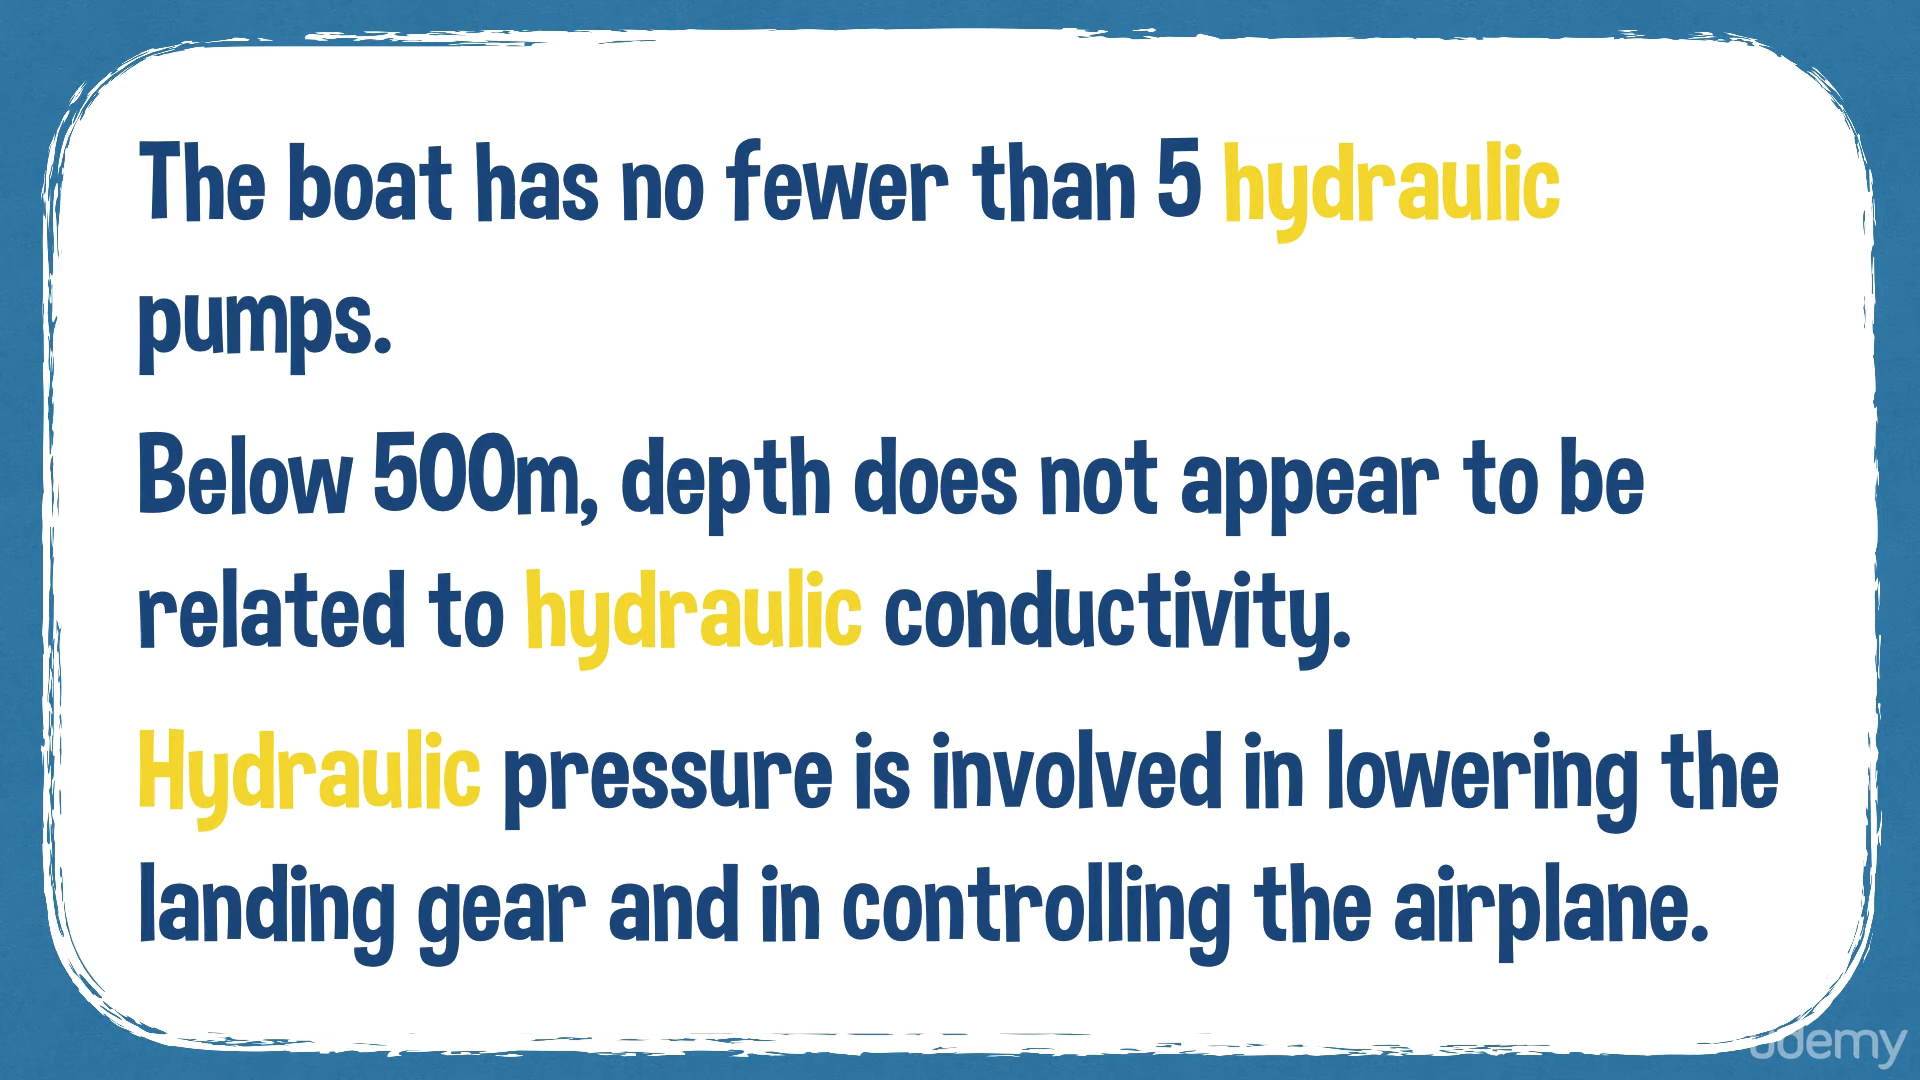 The boat has no fewer than 5 hydraulic
pumps.
Below 500m, depth does not appear to be
related to hydraulic conductivity.
Hydraulic pressure is involved in lowering the
landing gear and in controlling the airplane.
udemy